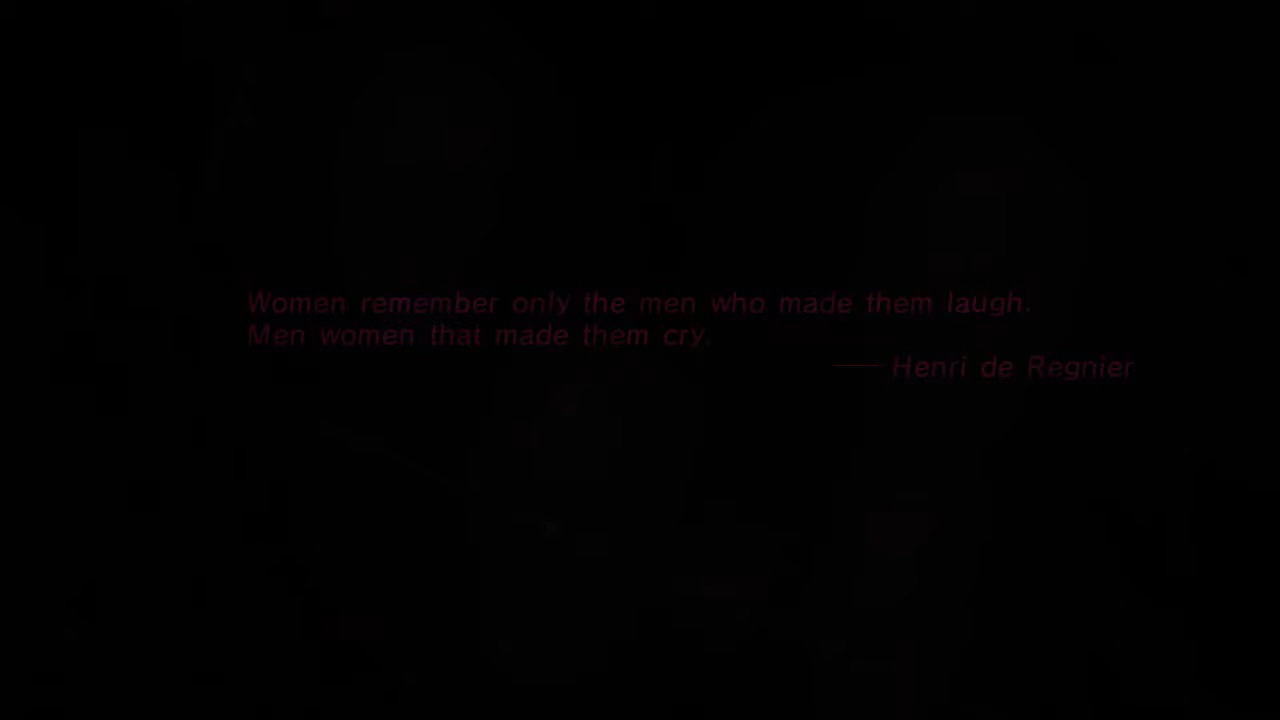 Women remember only the men who made them laugh.
Men women that made them cry.
—— Henri de Regnier